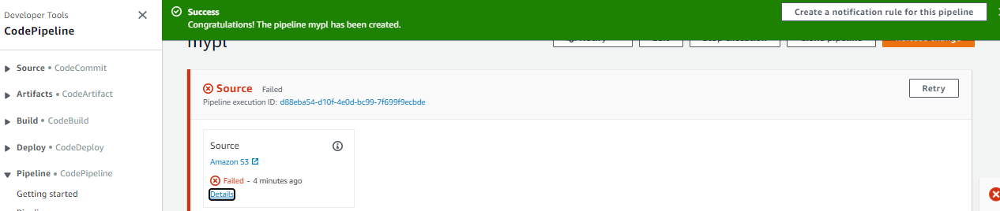 Developer Tools
CodePipeline
Success
Congratulations! The pipeline mypl has been created.
Create a notification rule for this pipeline
mypl
Source • CodeCommit
Artifacts • CodeArtifact
Build • CodeBuild
Deploy • CodeDeploy
Pipeline • CodePipeline
Getting started
Source Failed
Pipeline execution ID: d88eba54-d10f-4e0d-bc99-7f699f9ecbde
Retry
Source
Amazon S3
Failed - 4 minutes ago
Details